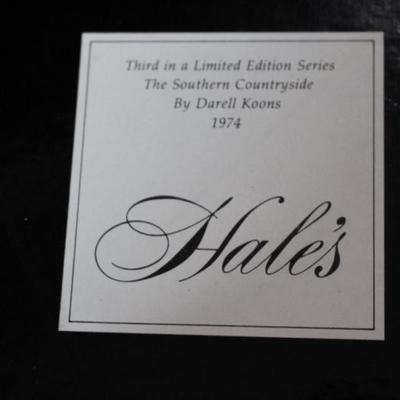 Third in a Limited Edition Series
The Southern Countryside
By Darell Koons
1974
Hale's